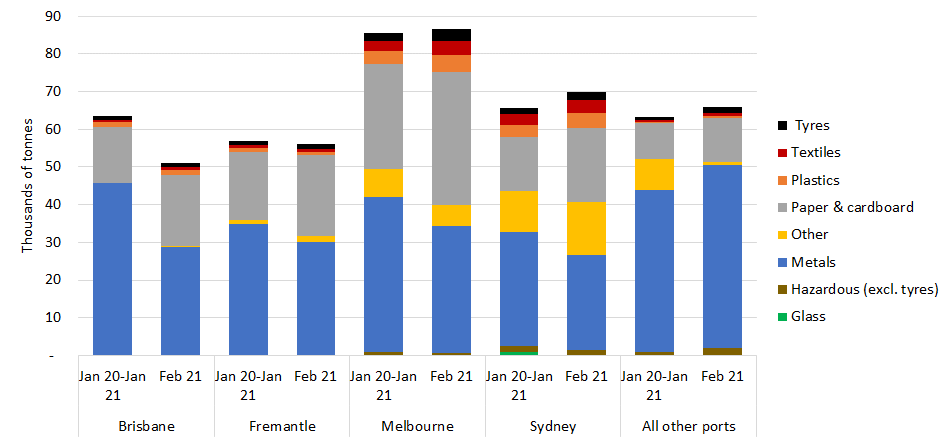 90
80
70
60
50
40
30
20
10
-
Thousands of tonnes
Jan 20-Jan
21
Feb 21
Jan 20-Jan
21
Feb 21
Jan 20-Jan
21
Feb 21
Jan 20-Jan
21
Feb 21
Jan 20-Jan
21
Feb 21
Brisbane
Fremantle
Melbourne
Sydney
All other ports
Tyres
Textiles
Plastics
Paper & cardboard
Other
Metals
Hazardous (excl. tyres)
Glass